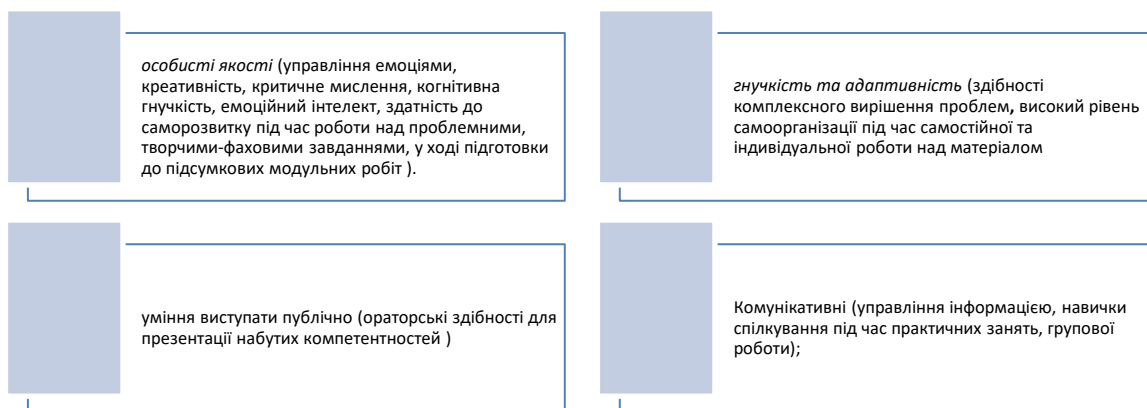 особисті якості (управління емоціями,
креативність, критичне мислення, когнітивна
гнучкість, емоційний інтелект, здатність до
саморозвитку під час роботи над проблемними,
творчими-фаховими завданнями, у ході підготовки
до підсумкових модульних робіт ).
гнучкість та адаптивність (здібності
комплексного вирішення проблем, високий рівень
самоорганізації під час самостійної та
індивідуальної роботи над матеріалом
уміння виступати публічно (ораторські здібності для
презентації набутих компетентностей )
Комунікативні (управління інформацією, навички
спілкування під час практичних занять, групової
роботи);